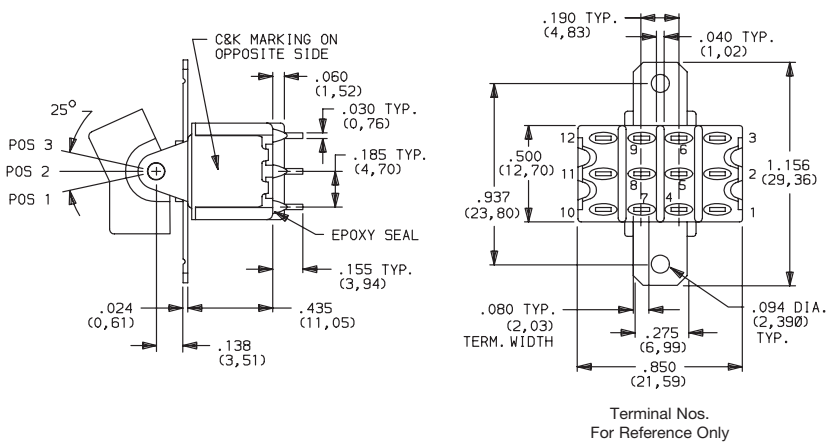 C&K MARKING ON
OPPOSITE SIDE
.060
(1,52)
.030 TYP.
(0,76)
25°
POS 3
POS 2
POS 1
.185 TYP.
(4,70)
EPOXY SEAL
.155 TYP.
(3,94)
.024
(0,61)
.435
(11,05)
.138
(3,51)
.190 TYP.
(4,83)
.040 TYP.
(1,02)
12
9
6
3
.500
(12,70)
11
8
5
2
1.156
(29,36)
.937
(23,80)
10
7
4
1
.080 TYP.
(2,03)
TERM. WIDTH
.275
(6,99)
.094 DIA.
(2,390)
TYP.
.850
(21,59)
Terminal Nos.
For Reference Only